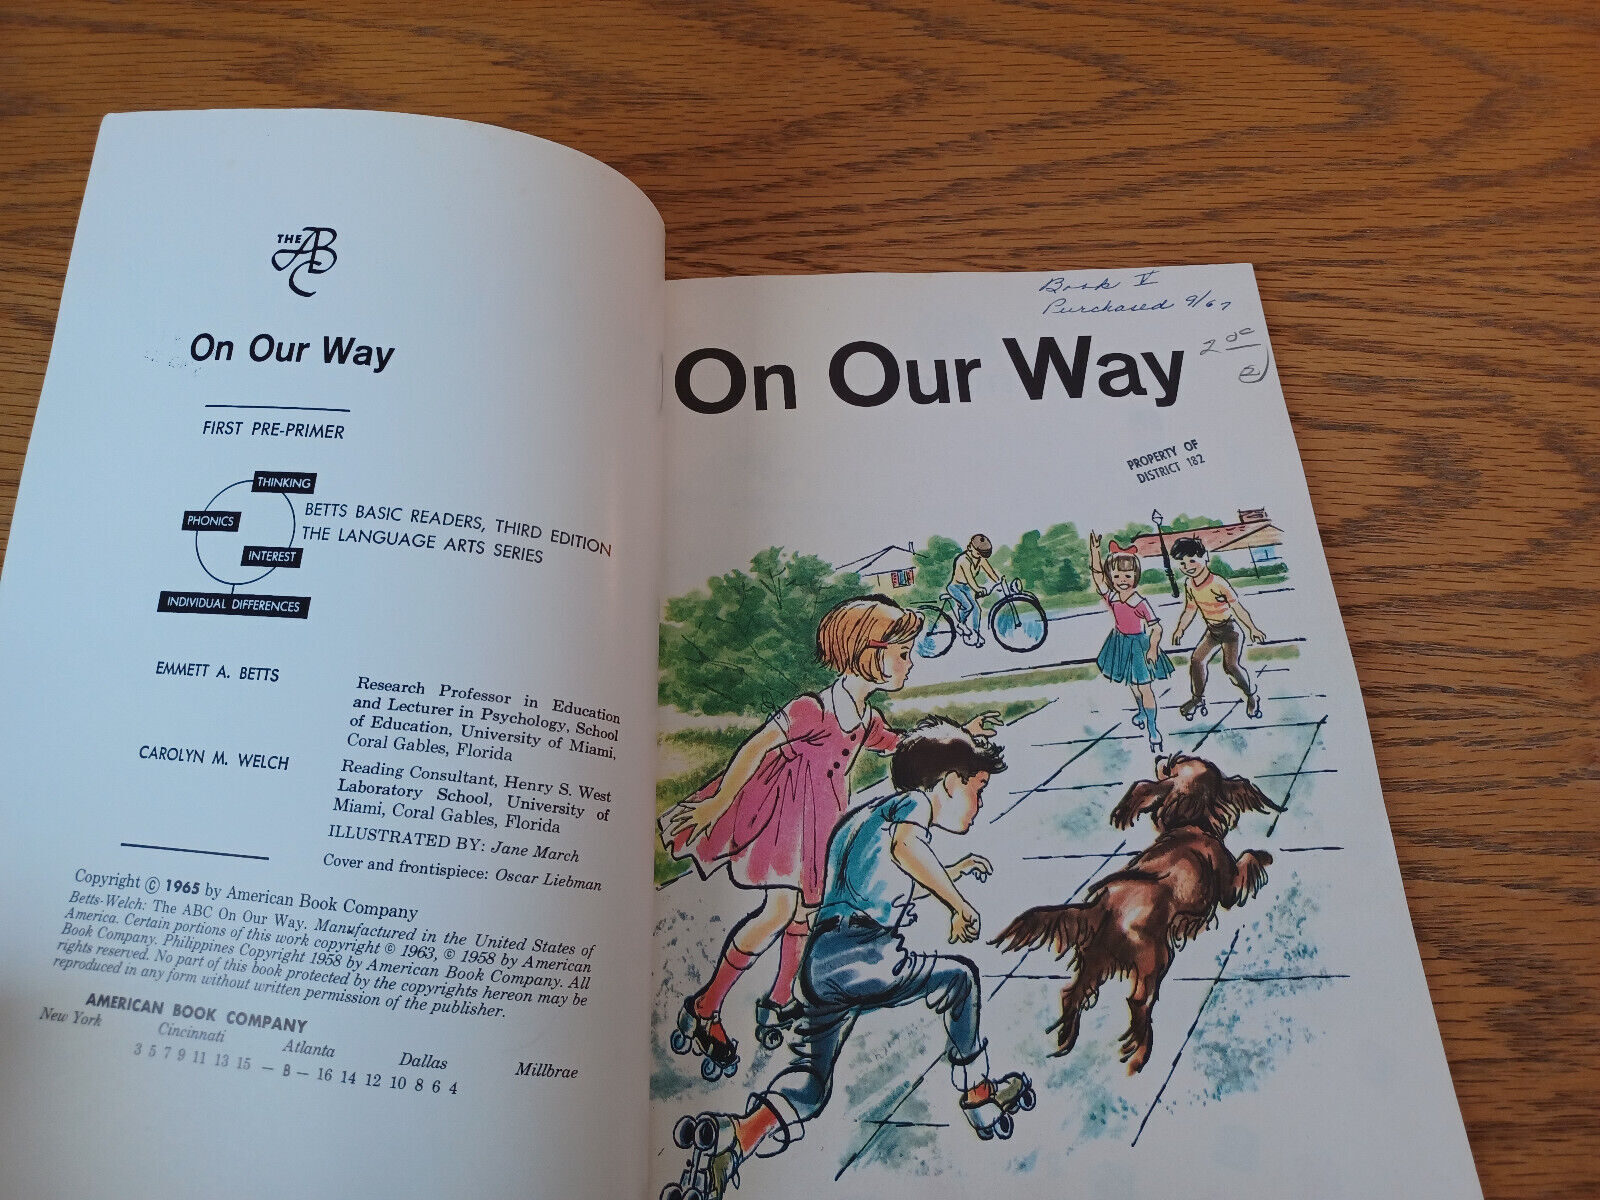 THE ABC
On Our Way
FIRST PRE-PRIMER
THINKING
PHONICS
INTEREST
INDIVIDUAL DIFFERENCES
BETTS BASIC READERS, THIRD EDITION
THE LANGUAGE ARTS SERIES
EMMETT A. BETTS
Research Professor in Education
and Lecturer in Psychology, School
of Education, University of Miami,
Coral Gables, Florida
CAROLYN M. WELCH
Reading Consultant, Henry S. West
Laboratory School, University of
Miami, Coral Gables, Florida
ILLUSTRATED BY: Jane March
Cover and frontispiece: Oscar Liebman
Copyright © 1965 by American Book Company
Betts-Welch: The ABC On Our Way. Manufactured in the United States of
America. Certain portions of this work copyright © 1963, © 1958 by American
Book Company. Philippines Copyright 1958 by American Book Company. All
rights reserved. No part of this book protected by the copyrights hereon may be
reproduced in any form without written permission of the publisher.
AMERICAN BOOK COMPANY
New York Cincinnati Atlanta Dallas Millbrae
3 5 7 9 11 13 15 — B — 16 14 12 10 8 6 4
Book V
Purchased 9/67
On Our Way
PROPERTY OF
DISTRICT 182